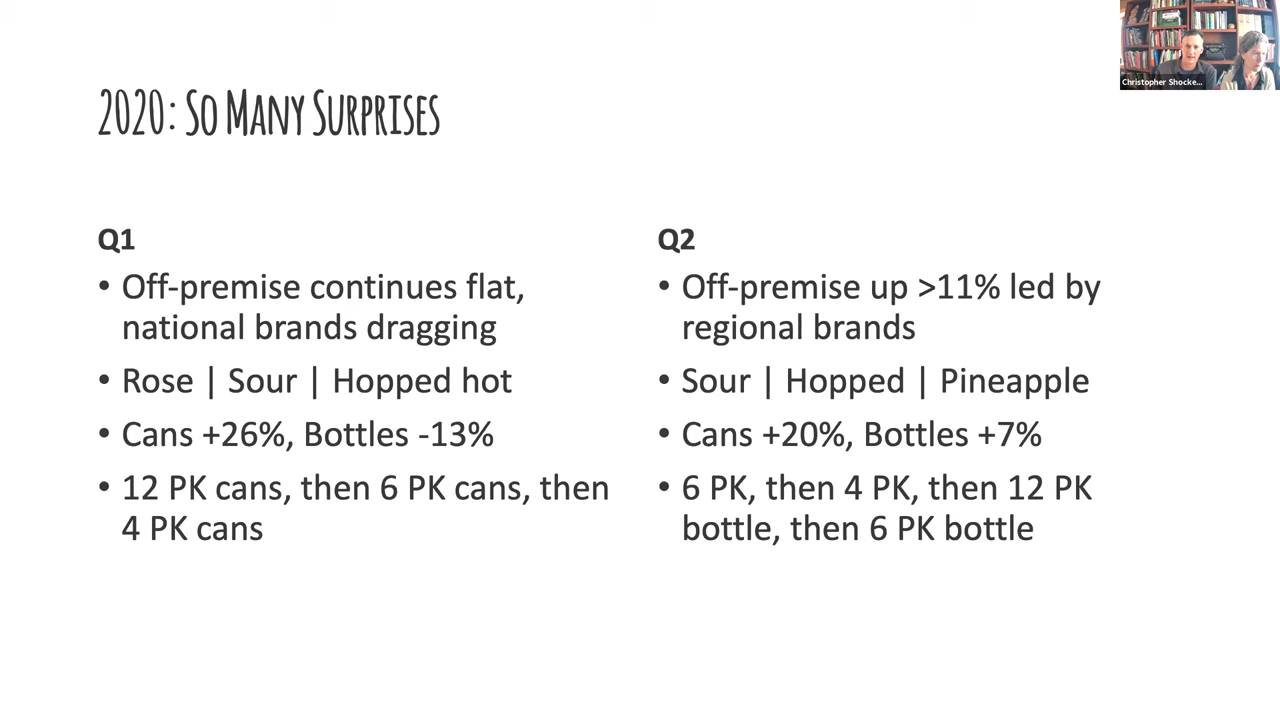 Christopher Shocke...
2020: So Many Surprises
Q1
• Off-premise continues flat,
national brands dragging
• Rose | Sour | Hopped hot
• Cans +26%, Bottles -13%
• 12 PK cans, then 6 PK cans, then
4 PK cans
Q2
• Off-premise up >11% led by
regional brands
• Sour | Hopped | Pineapple
• Cans +20%, Bottles +7%
• 6 PK, then 4 PK, then 12 PK
bottle, then 6 PK bottle